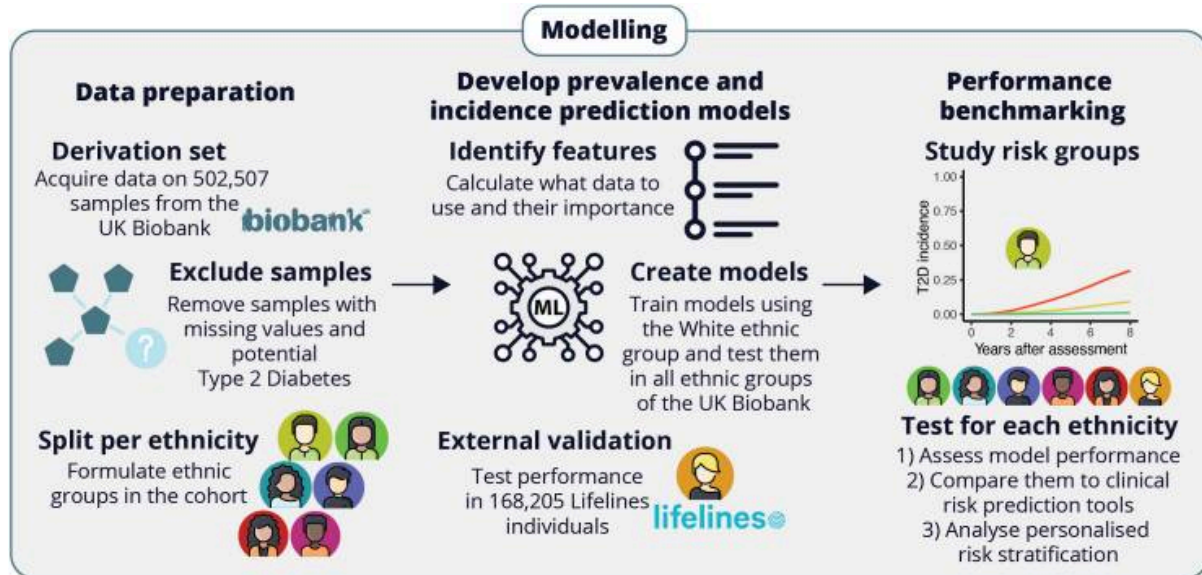 Modelling
Data preparation
Derivation set
Acquire data on 502,507
samples from the
UK Biobank
biobank
Exclude samples
Remove samples with
missing values and
potential
Type 2 Diabetes
?
Split per ethnicity
Formulate ethnic
groups in the cohort
Develop prevalence and
incidence prediction models
Identify features
Calculate what data to
use and their importance
ML
Create models
Train models using
the White ethnic
group and test them
in all ethnic groups
of the UK Biobank
External validation
Test performance
in 168,205 Lifelines
individuals
lifelines
Performance
benchmarking
Study risk groups
T2D incidence
1.00
0.75
0.50
0.25
0.00
0 2 4 6 8
Years after assessment
Test for each ethnicity
1) Assess model performance
2) Compare them to clinical
risk prediction tools
3) Analyse personalised
risk stratification